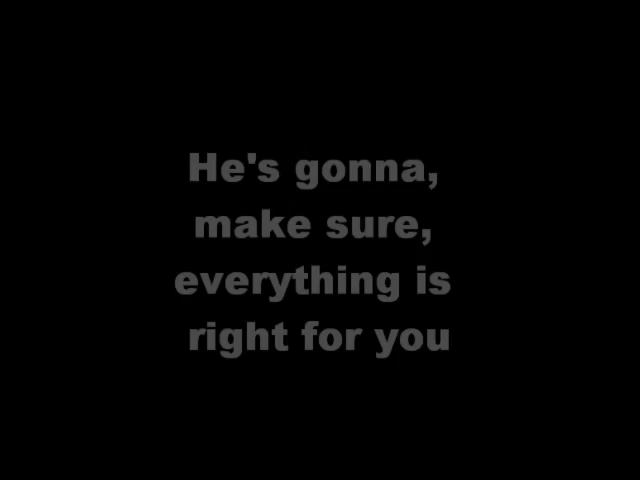 He's gonna,
make sure,
everything is
right for you